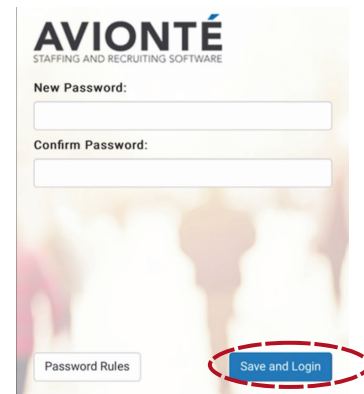 AVIONTÉ
STAFFING AND RECRUITING SOFTWARE
New Password:
Confirm Password:
Password Rules
Save and Login